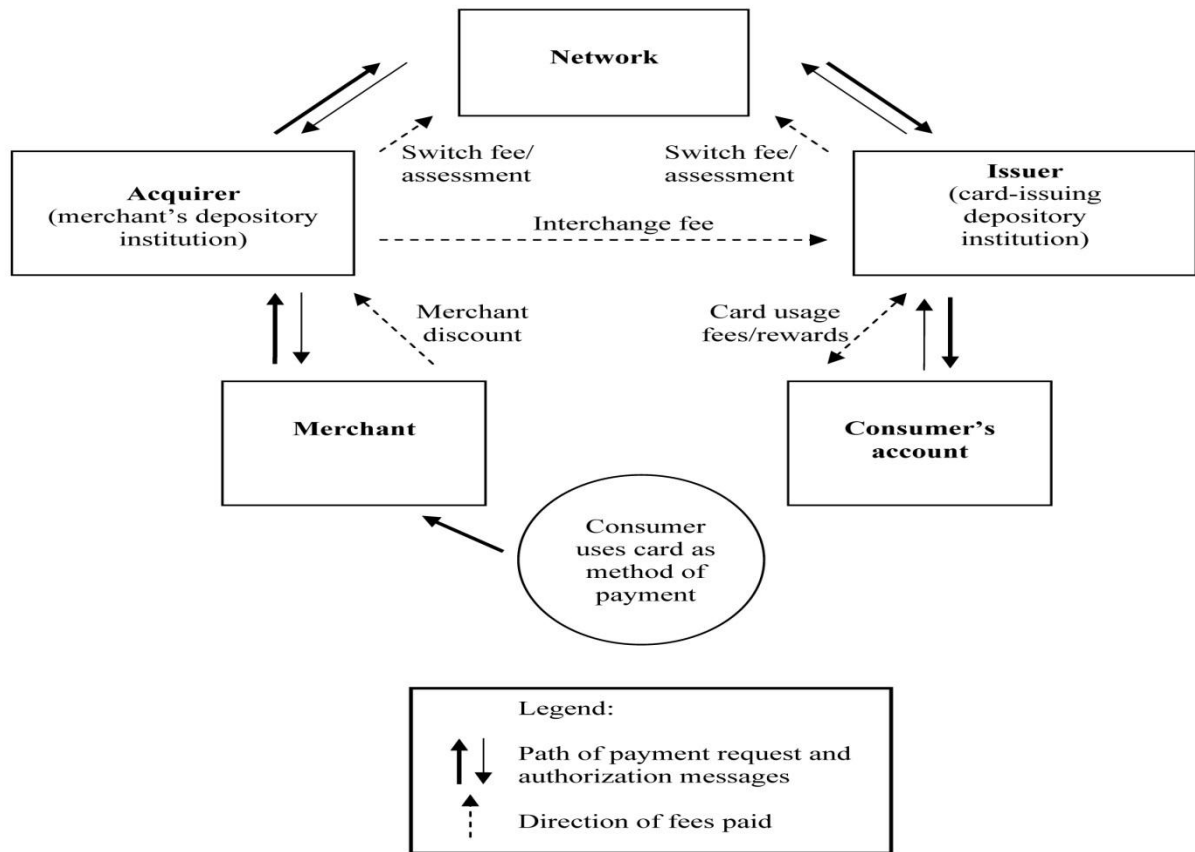 Network
Switch fee/
assessment
Switch fee/
assessment
Acquirer
(merchant’s depository
institution)
Issuer
(card-issuing
depository
institution)
Interchange fee
Merchant
discount
Card usage
fees/rewards
Merchant
Consumer’s
account
Consumer
uses card as
method of
payment
Legend:
Path of payment request and
authorization messages
Direction of fees paid